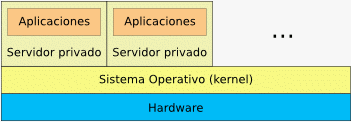 Aplicaciones Aplicaciones
Servidor privado Servidor privado ...
Sistema Operativo (kernel)
Hardware